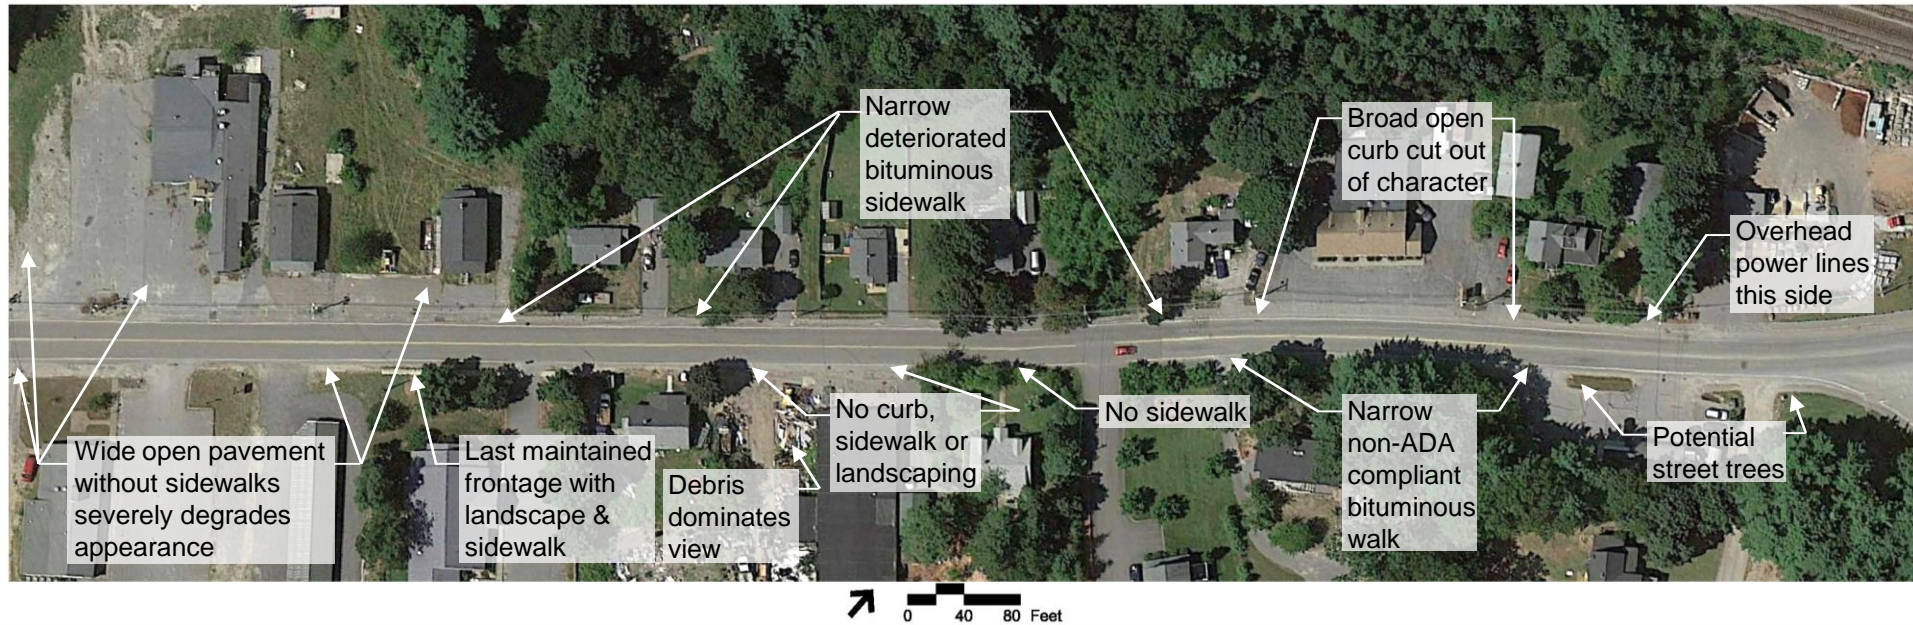 Narrow
deteriorated
bituminous
sidewalk
Broad open
curb cut out
of character
Overhead
power lines
this side
Wide open pavement
without sidewalks
severely degrades
appearance
Last maintained
frontage with
landscape &
sidewalk
Debris
dominates
view
No curb,
sidewalk or
landscaping
No sidewalk
Narrow
non-ADA
compliant
bituminous
walk
Potential
street trees
0 40 80 Feet